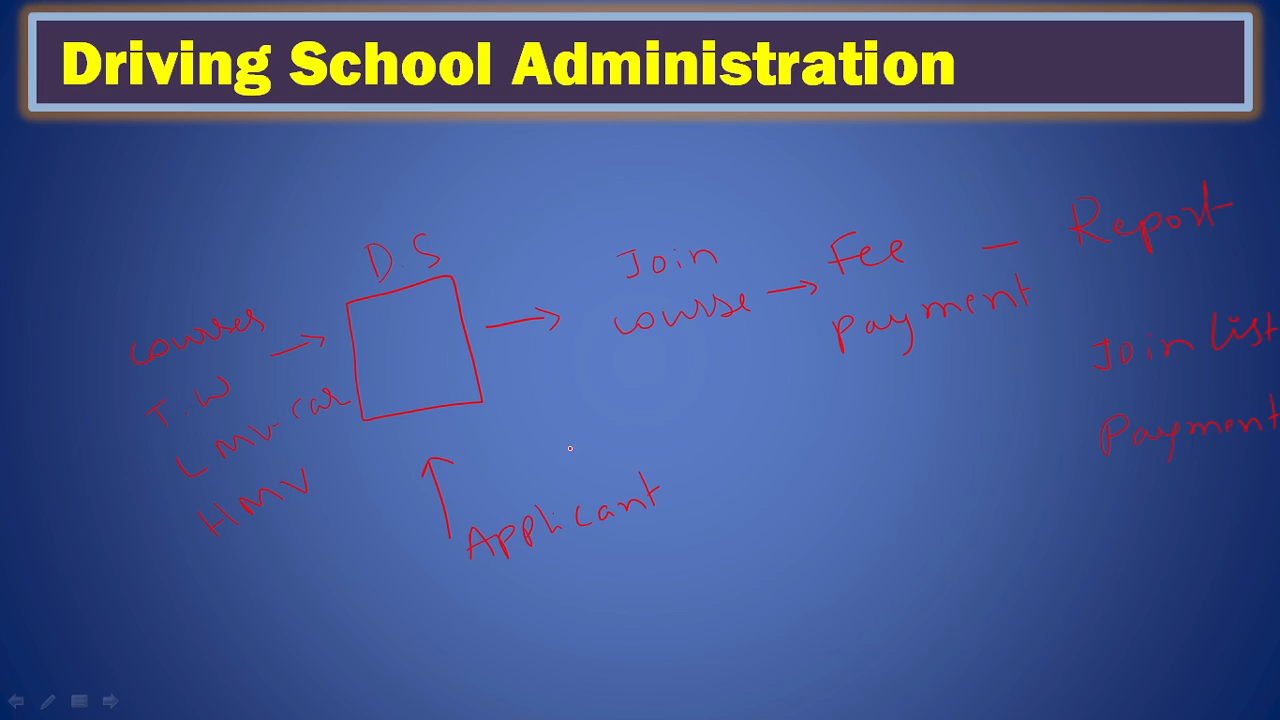 Driving School Administration
D.S
courses
T.W
LMV-car
HMV
Applicant
Join
course
Fee
payment
Report
Join List
Payment